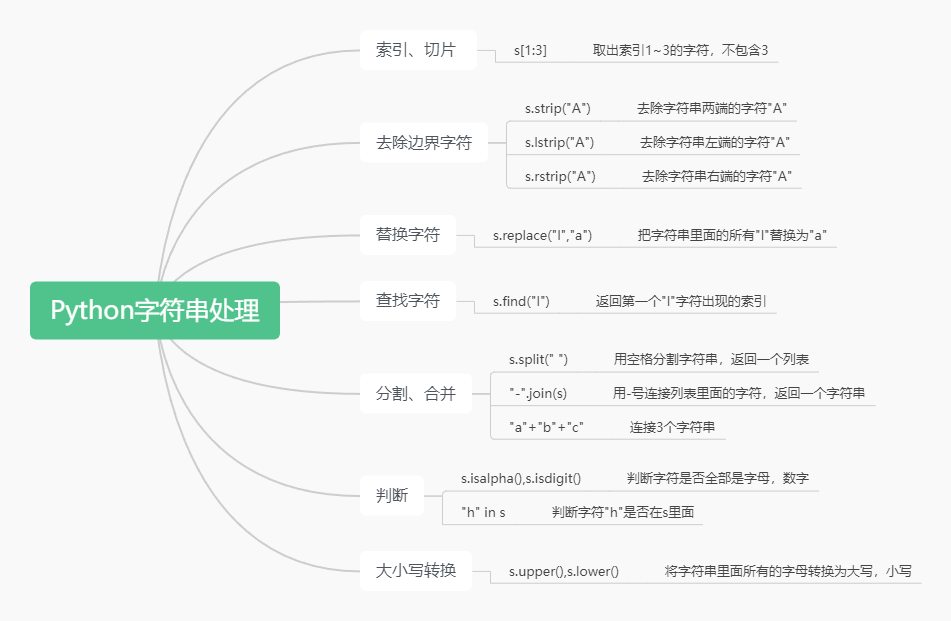 Python字符串处理
索引、切片
s[1:3] 取出索引1~3的字符，不包含3
去除边界字符
s.strip("A") 去除字符串两端的字符"A"
s.lstrip("A") 去除字符串左端的字符"A"
s.rstrip("A") 去除字符串右端的字符"A"
替换字符
s.replace("l","a") 把字符串里面的所有"l"替换为"a"
查找字符
s.find("l") 返回第一个"l"字符出现的索引
分割、合并
s.split(" ") 用空格分割字符串，返回一个列表
"-".join(s) 用-号连接列表里面的字符，返回一个字符串
"a"+"b"+"c" 连接3个字符串
判断
s.isalpha(),s.isdigit() 判断字符是否全部是字母，数字
"h" in s 判断字符"h"是否在s里面
大小写转换
s.upper(),s.lower() 将字符串里面所有的字母转换为大写，小写